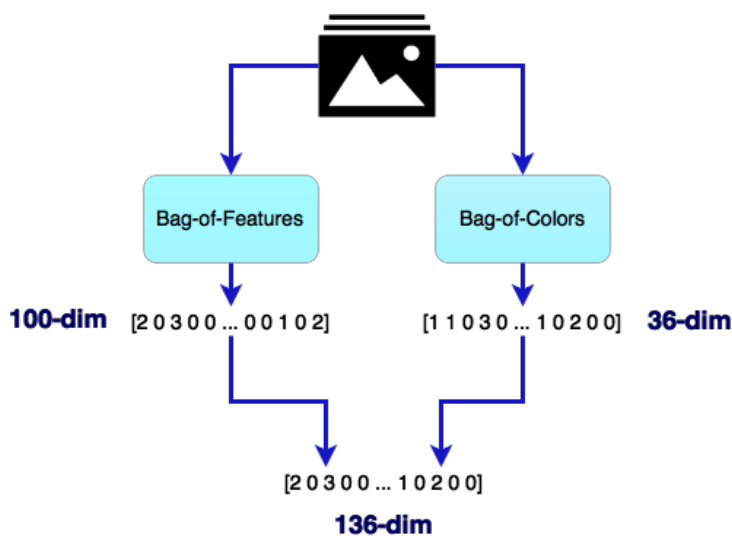 Bag-of-Features
Bag-of-Colors
100-dim
[2 0 3 0 0 ... 0 0 1 0 2]
[1 1 0 3 0 ... 1 0 2 0 0]
36-dim
[2 0 3 0 0 ... 1 0 2 0 0]
136-dim